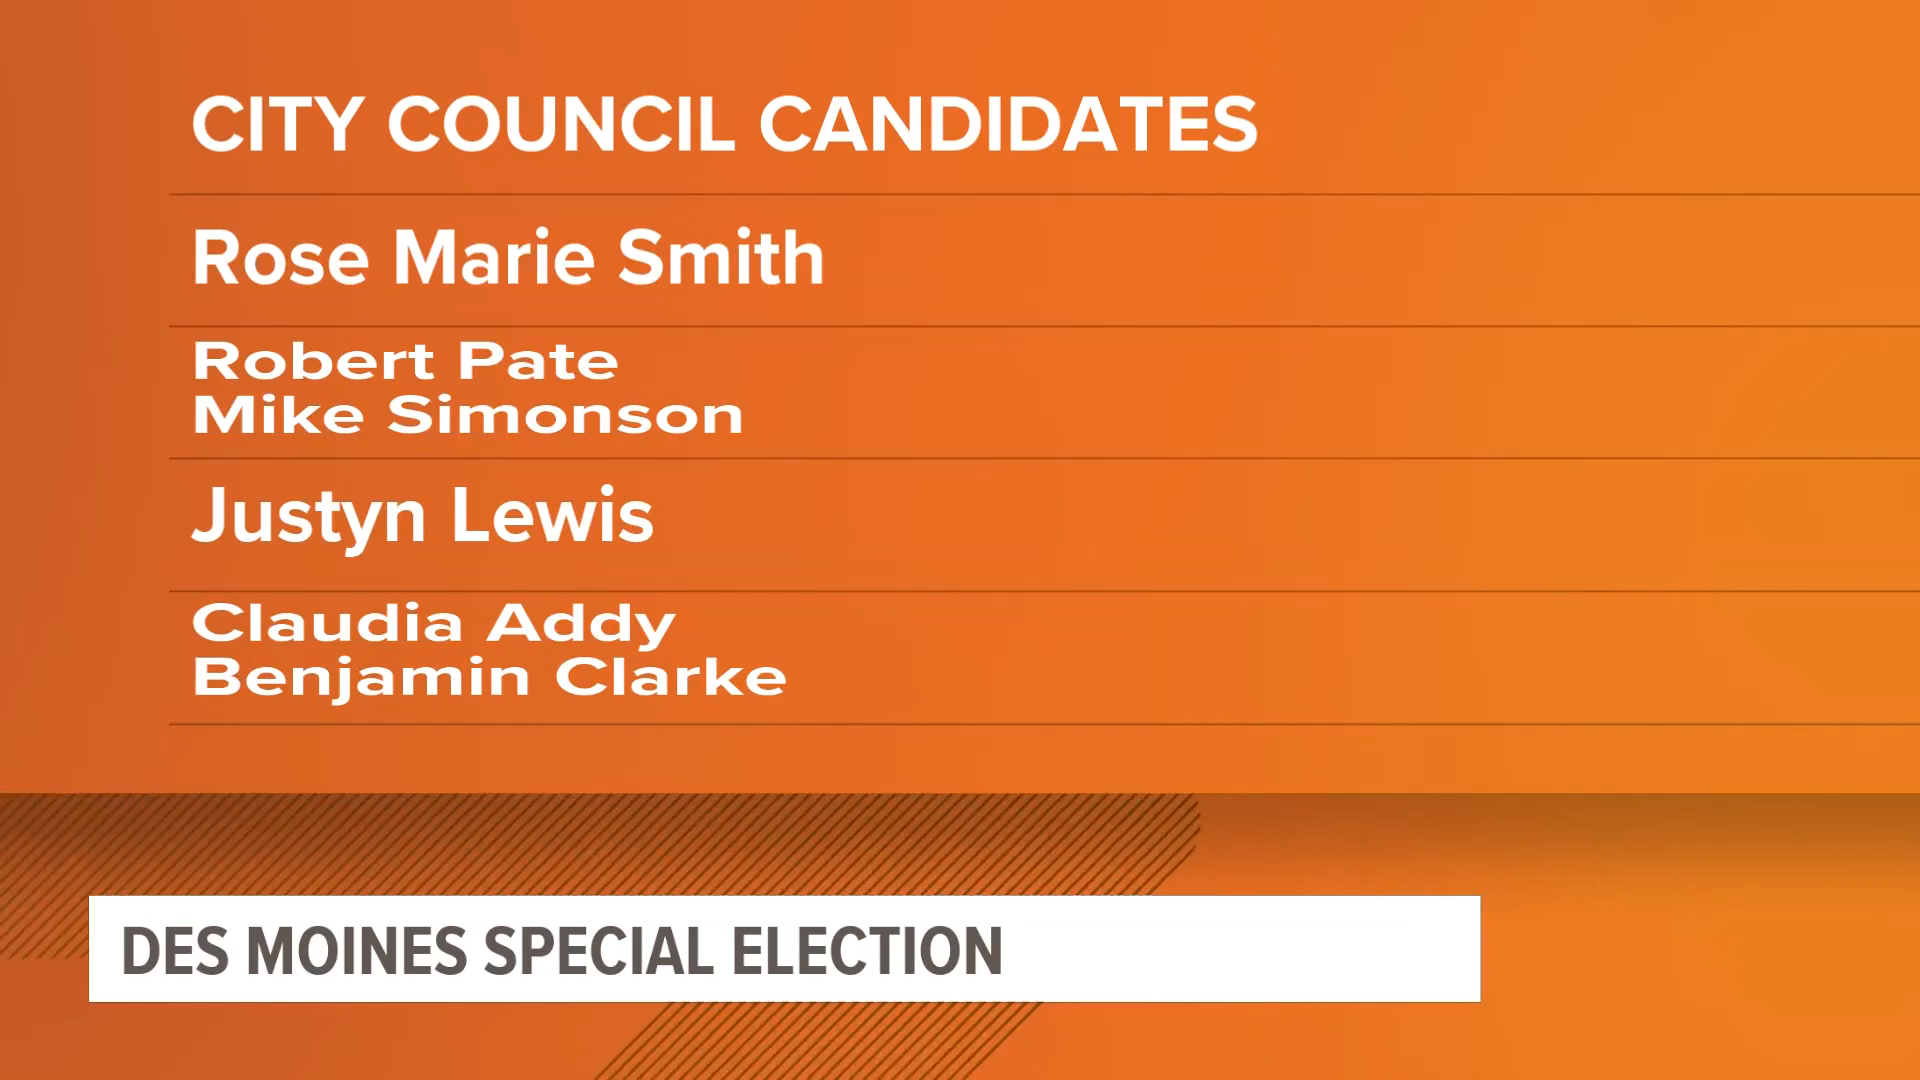 CITY COUNCIL CANDIDATES
Rose Marie Smith
Robert Pate
Mike Simonson
Justyn Lewis
Claudia Addy
Benjamin Clarke
DES MOINES SPECIAL ELECTION